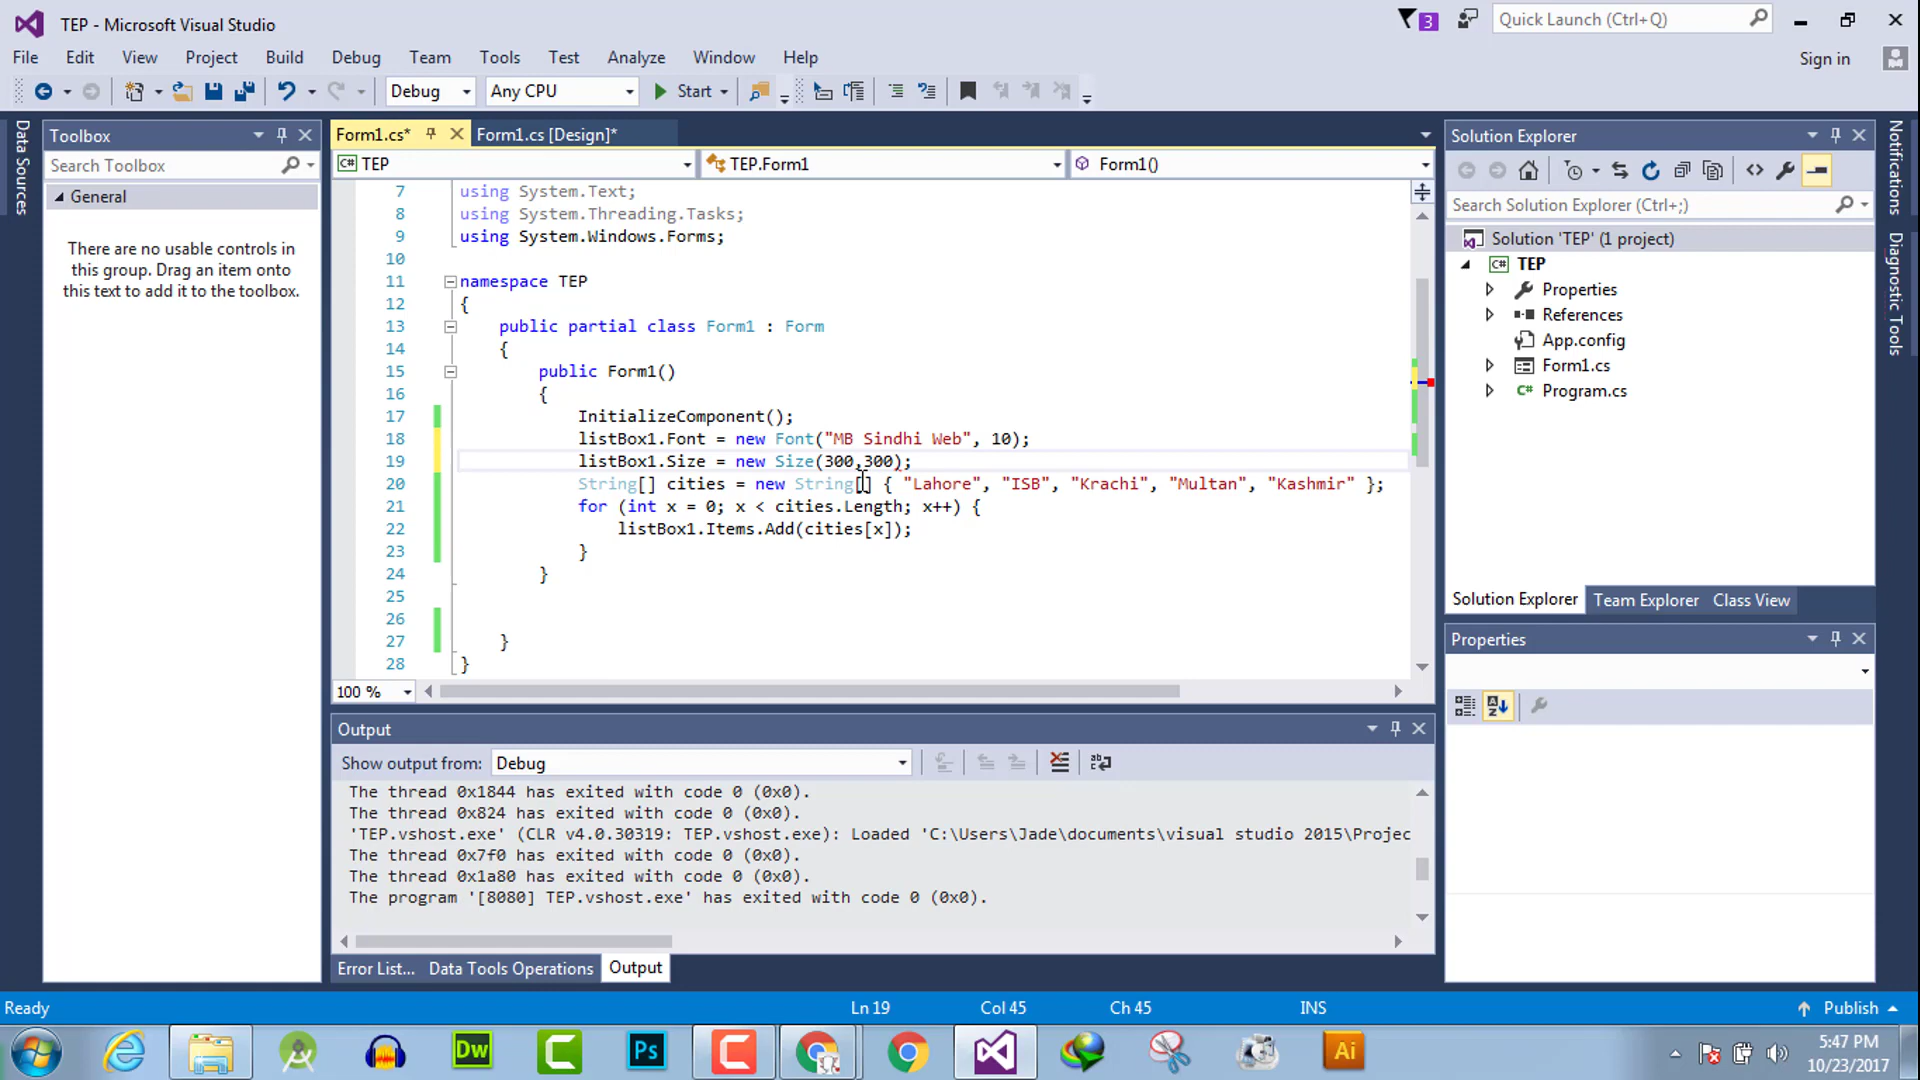 TEP - Microsoft Visual Studio
3
Quick Launch (Ctrl+Q)
File Edit View Project Build Debug Team Tools Test Analyze Window Help
Sign in
Debug Any CPU Start
Data Sources
Toolbox
Search Toolbox
General
There are no usable controls in
this group. Drag an item onto
this text to add it to the toolbox.
Form1.cs* Form1.cs [Design]*
TEP TEP.Form1 Form1()
7 using System.Text;
8 using System.Threading.Tasks;
9 using System.Windows.Forms;
10
11 namespace TEP
12 {
13 public partial class Form1 : Form
14 {
15 public Form1()
16 {
17 InitializeComponent();
18 listBox1.Font = new Font("MB Sindhi Web", 10);
19 listBox1.Size = new Size(300,300);
20 String[] cities = new String[] { "Lahore", "ISB", "Krachi", "Multan", "Kashmir" };
21 for (int x = 0; x < cities.Length; x++) {
22 listBox1.Items.Add(cities[x]);
23 }
24 }
25
26
27 }
28 }
100 %
Output
Show output from: Debug
The thread 0x1844 has exited with code 0 (0x0).
The thread 0x824 has exited with code 0 (0x0).
'TEP.vshost.exe' (CLR v4.0.30319: TEP.vshost.exe): Loaded 'C:\Users\Jade\documents\visual studio 2015\Projec
The thread 0x7f0 has exited with code 0 (0x0).
The thread 0x1a80 has exited with code 0 (0x0).
The program '[8080] TEP.vshost.exe' has exited with code 0 (0x0).
Error List... Data Tools Operations Output
Solution Explorer
Search Solution Explorer (Ctrl+;)
Solution 'TEP' (1 project)
C# TEP
Properties
References
App.config
Form1.cs
C# Program.cs
Solution Explorer Team Explorer Class View
Properties
Notifications
Diagnostic Tools
Ready Ln 19 Col 45 Ch 45 INS Publish
Dw Ps Ai
5:47 PM
10/23/2017